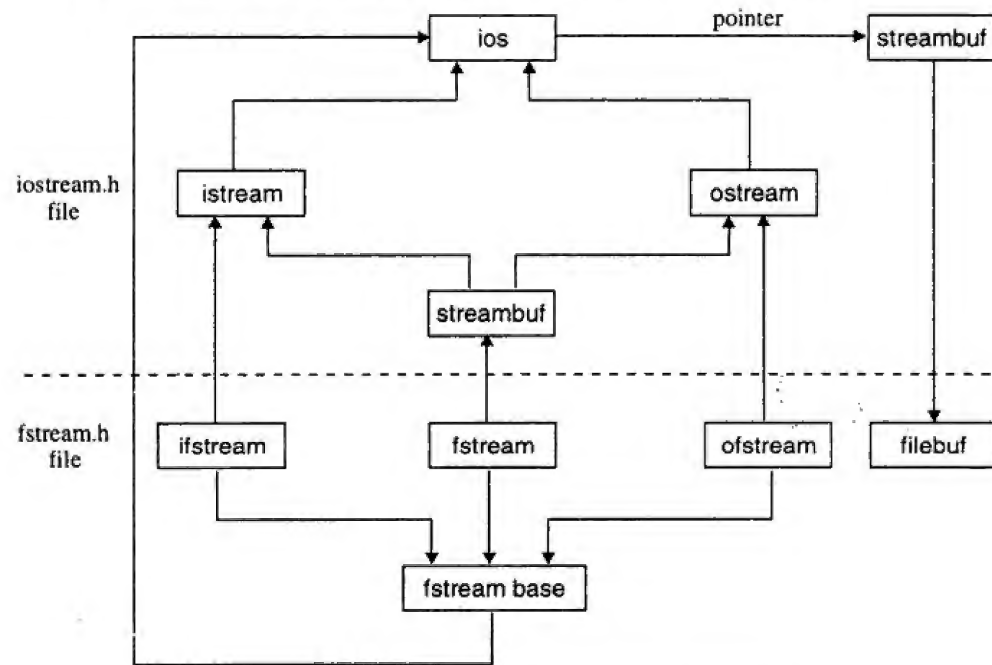 pointer
ios
streambuf
iostream.h
file
istream
ostream
streambuf
fstream.h
file
ifstream
fstream
ofstream
filebuf
fstream base